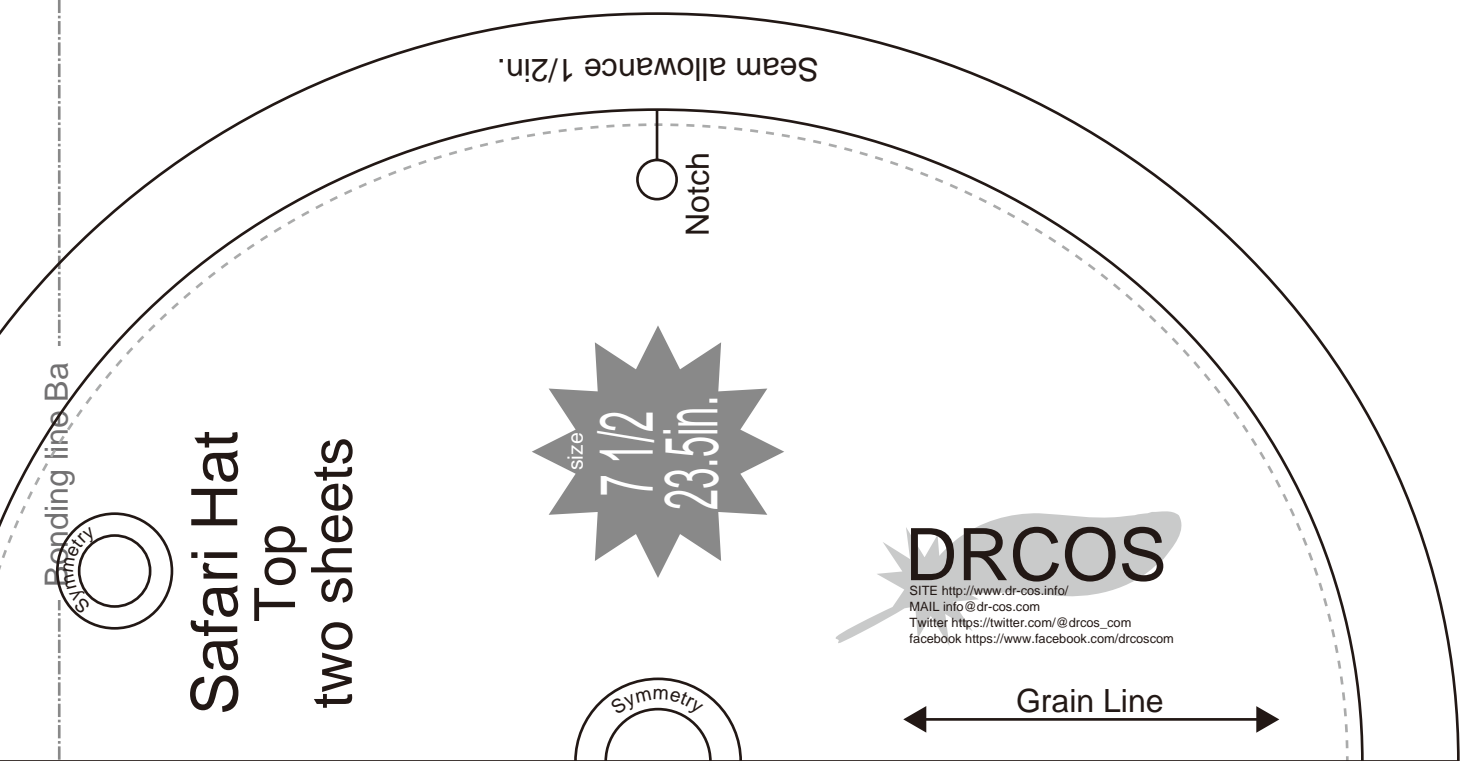 Seam allowance 1/2in.
Notch
Bonding line Ba
Symmetry
Safari Hat
Top
two sheets
size
7 1/2
23.5in.
DRCOS
SITE http://www.dr-cos.info/
MAIL info@dr-cos.com
Twitter https://twitter.com/@drcos_com
facebook https://www.facebook.com/drcoscom
Symmetry
Grain Line